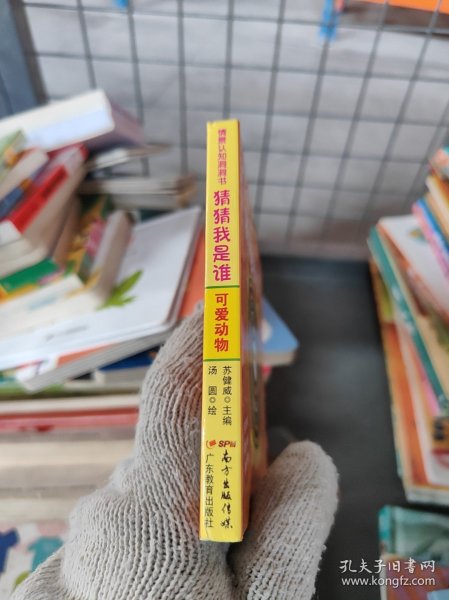 情景认知洞洞书
猜猜我是谁
可爱动物
苏健威◎主编
汤圆◎绘
SPM
南方出版传媒
广东教育出版社
孔夫子旧书网
www.kongfz.com